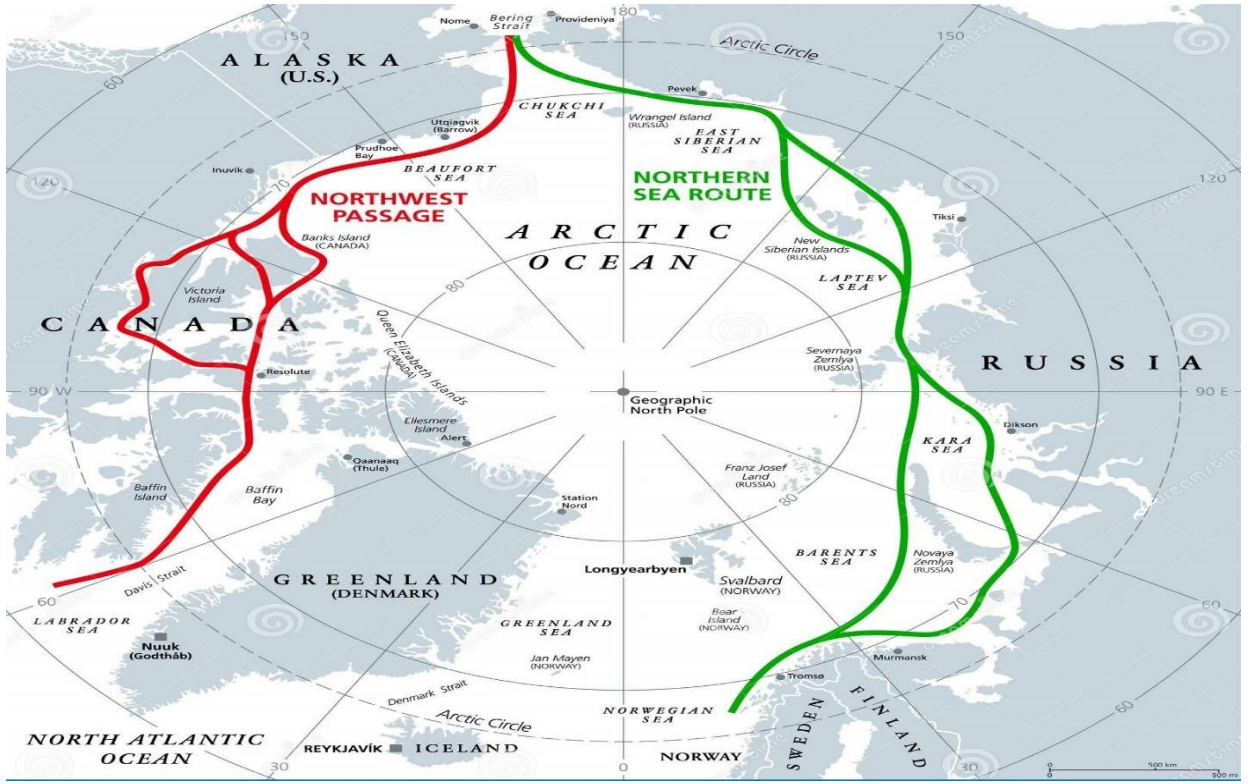 Nome
Bering
Strait
Provideniya
180
150
Arctic Circle
150
60
ALASKA
(U.S.)
CHUKCHI
SEA
Pevek
Wrangel Island
(RUSSIA)
Utqiagvik
(Barrow)
Prudhoe
Bay
BEAUFORT
SEA
EAST
SIBERIAN
SEA
Inuvik
120
70
NORTHWEST
PASSAGE
NORTHERN
SEA ROUTE
120
Tiksi
Banks Island
(CANADA)
ARCTIC
OCEAN
New
Siberian Islands
(RUSSIA)
LAPTEV
SEA
80
Victoria
Island
CANADA
Queen Elizabeth Islands
(CANADA)
Severnaya
Zemlya
(RUSSIA)
RUSSIA
Resolute
90 W
Geographic
North Pole
90 E
Ellesmere
Island
Alert
Dikson
KARA
SEA
Qaanaaq
(Thule)
Franz Josef
Land
(RUSSIA)
80
Baffin
Island
Baffin
Bay
Station
Nord
BARENTS
SEA
Novaya
Zemlya
(RUSSIA)
Longyearbyen
Svalbard
(NORWAY)
GREENLAND
(DENMARK)
Davis Strait
60
70
60
LABRADOR
SEA
Nuuk
(Godthåb)
GREENLAND
SEA
Bear
Island
(NORWAY)
Jan Mayen
(NORWAY)
Murmansk
Tromsø
Denmark Strait
Arctic Circle
NORWEGIAN
SEA
SWEDEN
FINLAND
60
NORTH ATLANTIC
OCEAN
REYKJAVÍK
ICELAND
NORWAY
30
0
30
0
500 km
500 mi
dreamstime